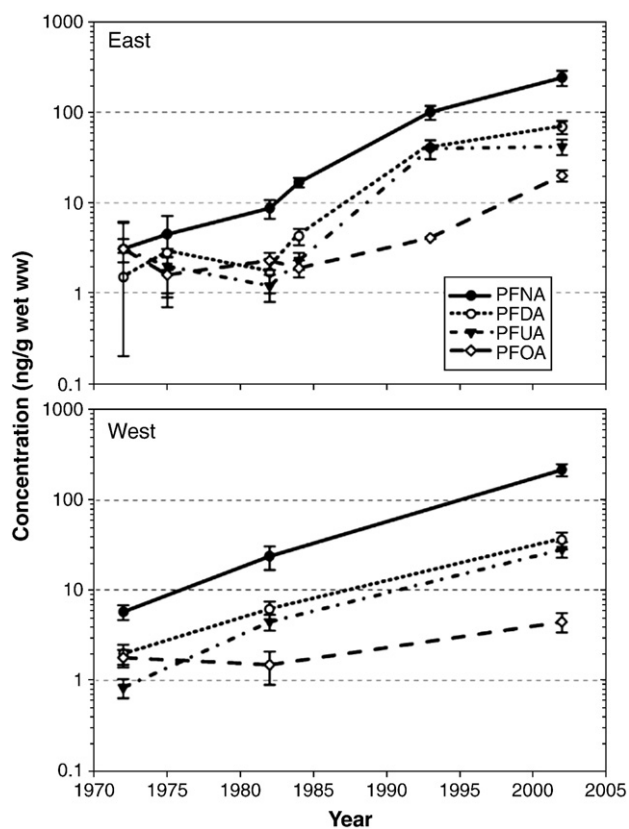 1000
East
100
10
1
0.1
PFNA
PFDA
PFUA
PFOA
Concentration (ng/g wet ww)
1000
West
100
10
1
0.1
1970 1975 1980 1985 1990 1995 2000 2005
Year